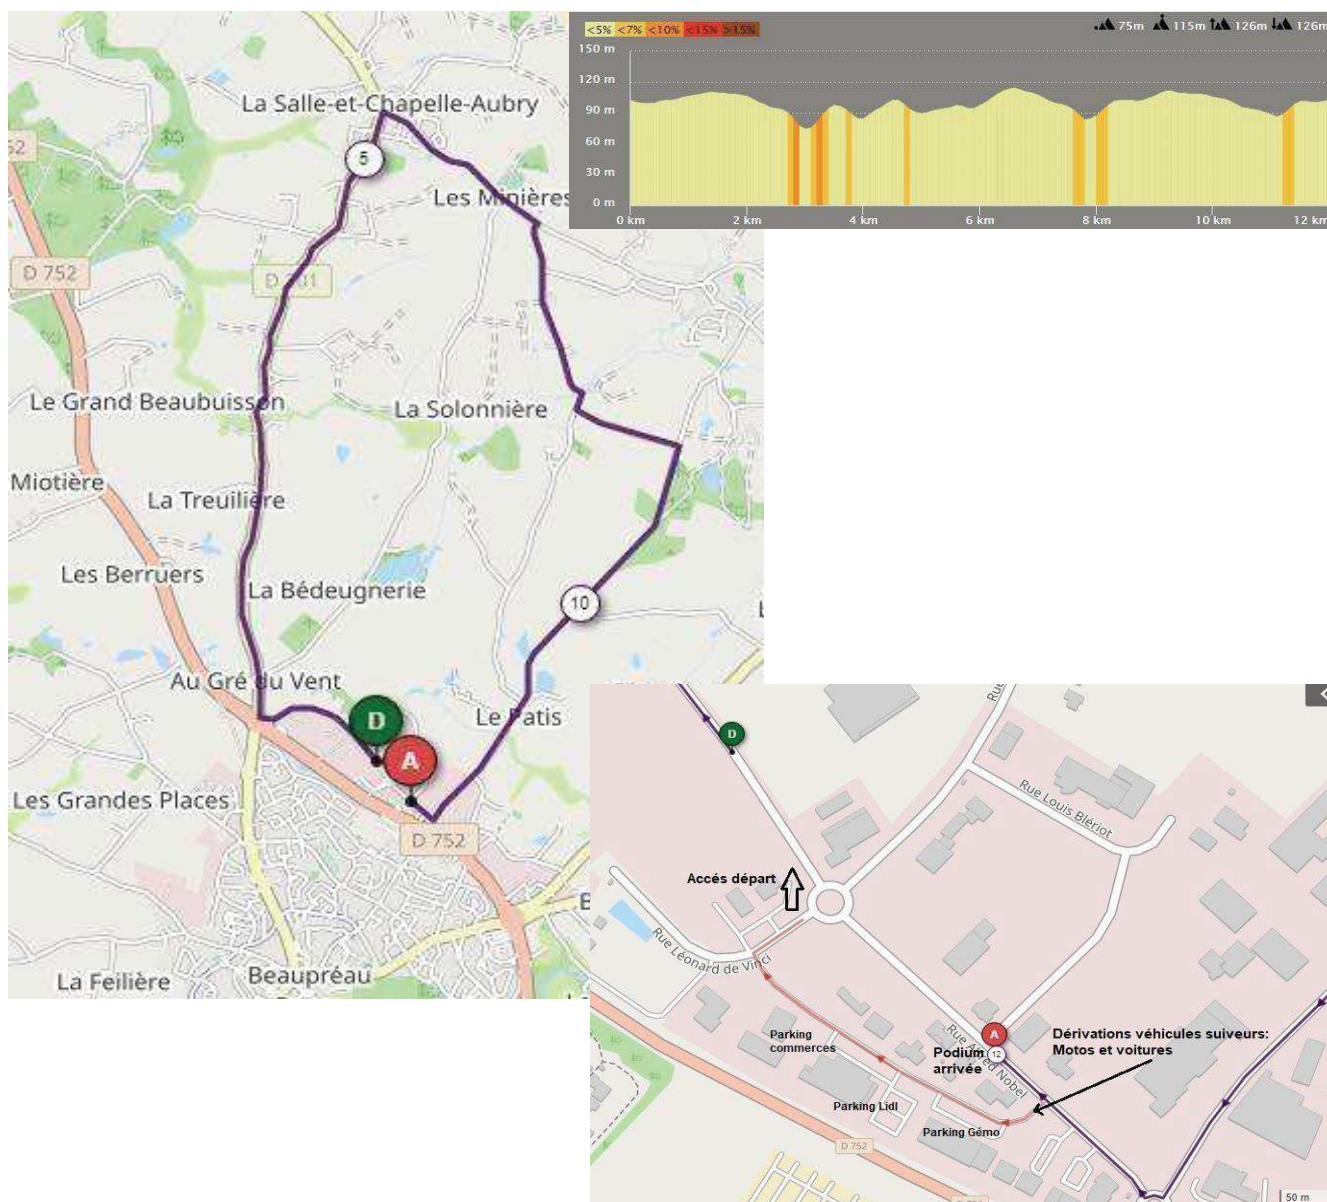 La Salle-et-Chapelle-Aubry
5
Les Minières
D 752
Le Grand Beaubuisson
La Solonnière
Miotière
La Treuilière
Les Berruers
La Bédeugnerie
10
Au Gré du Vent
D
Le Patis
A
Les Grandes Places
D 752
La Feilière
Beaupréau
<5% <7% <10% <15% >15%
75m 115m 126m 126m
150 m
120 m
90 m
60 m
30 m
0 m
0 km 2 km 4 km 6 km 8 km 10 km 12 km
D
Rue Louis Blériot
Accés départ
Rue Léonard de Vinci
A
12
Rue Alfred Nobel
Podium
arrivée
Dérivations véhicules suiveurs:
Motos et voitures
Parking
commerces
Parking Lidl
Parking Gémo
D 752
50 m